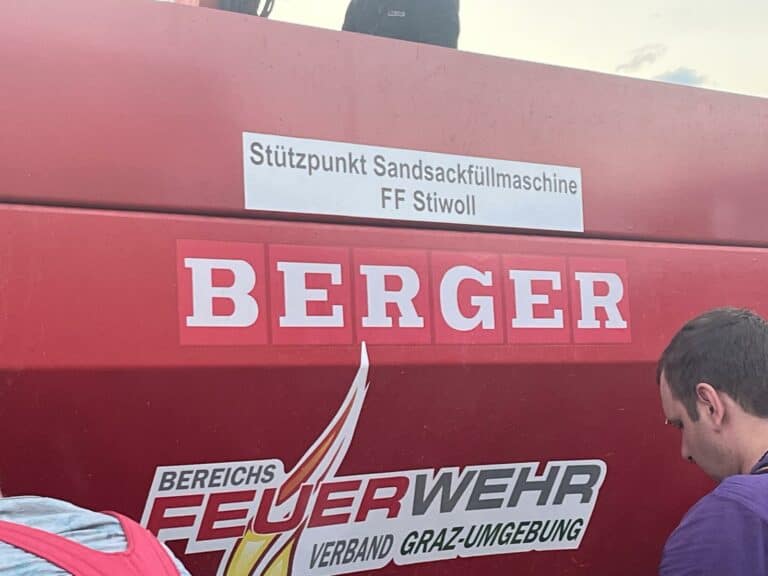 Stützpunkt Sandsackfüllmaschine
FF Stiwoll
BERGER
BEREICHS
FEUERWEHR
VERBAND GRAZ-UMGEBUNG